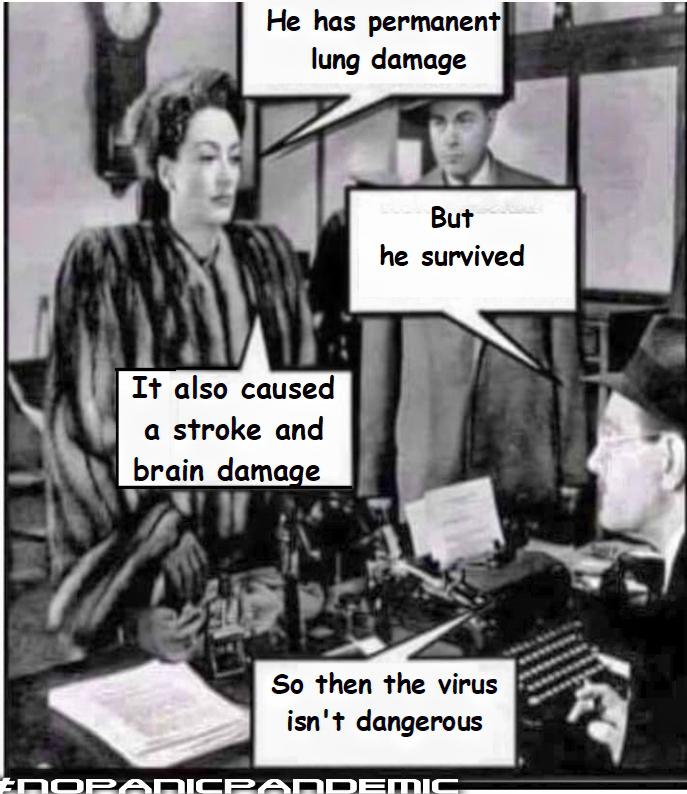 He has permanent
lung damage
But
he survived
It also caused
a stroke and
brain damage
So then the virus
isn't dangerous
#NOPANICPANDEMIC